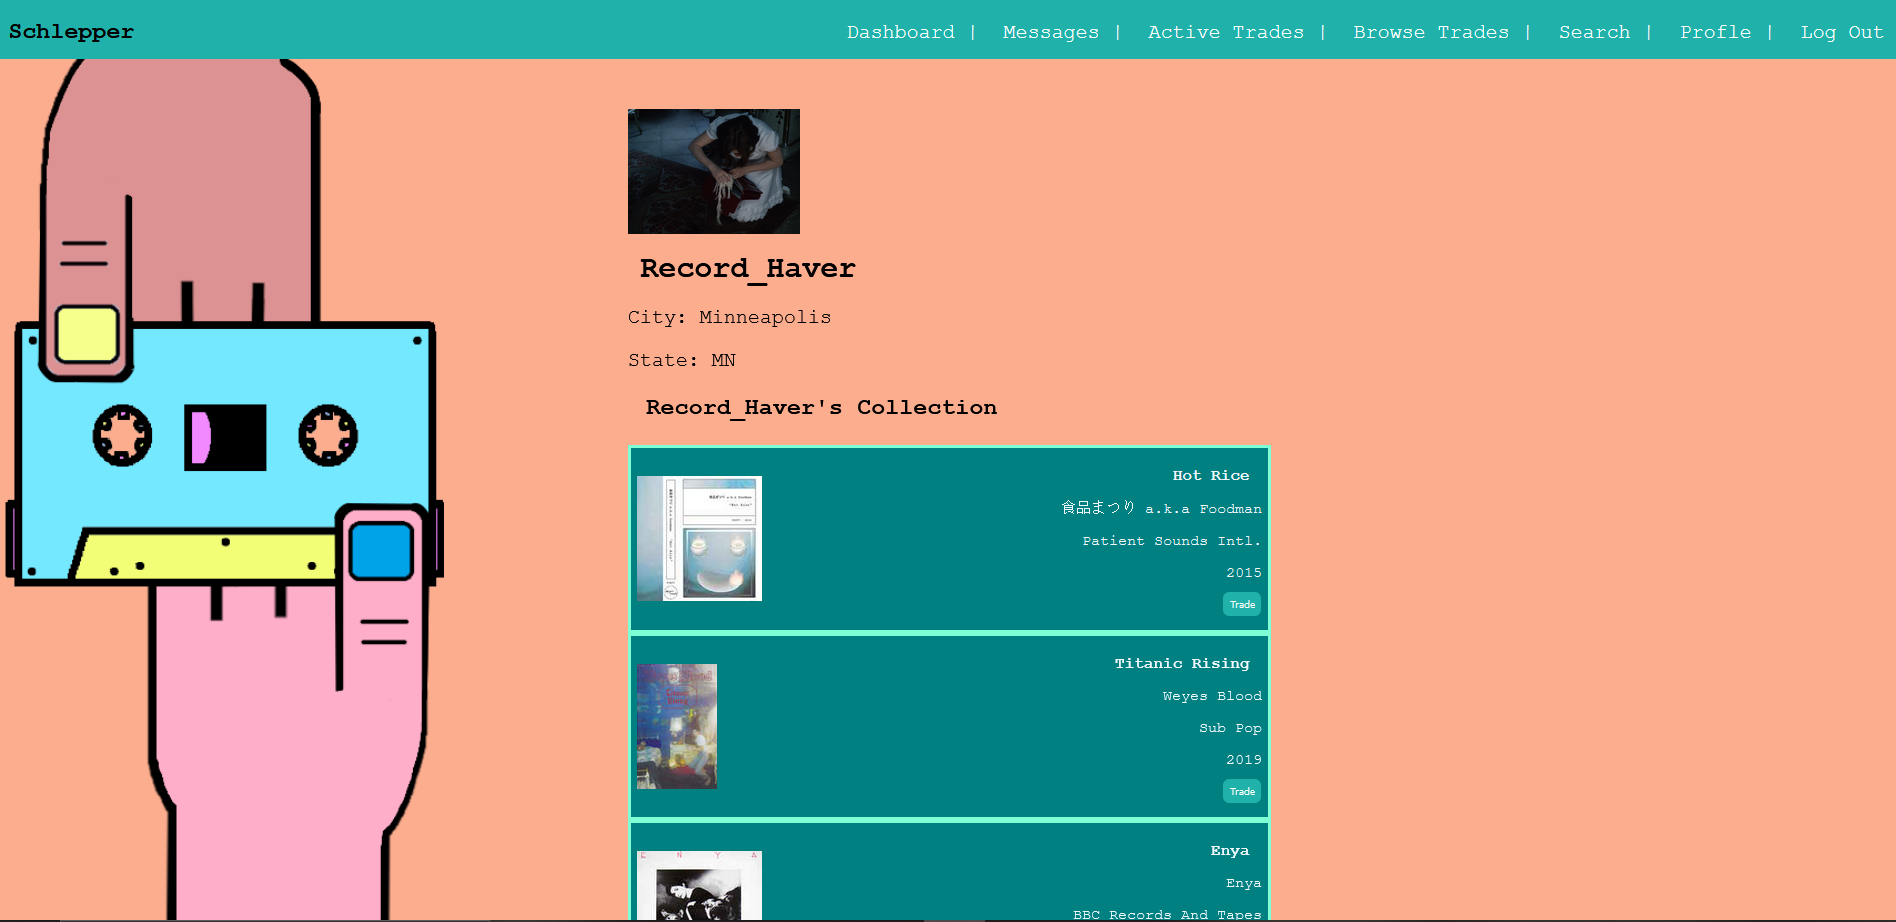 Schlepper
Dashboard | Messages | Active Trades | Browse Trades | Search | Profle | Log Out
Record_Haver
City: Minneapolis
State: MN
Record_Haver's Collection
Hot Rice
食品まつり a.k.a Foodman
Patient Sounds Intl.
2015
Trade
Titanic Rising
Weyes Blood
Sub Pop
2019
Trade
ENYA
Enya
Enya
BBC Records And Tapes